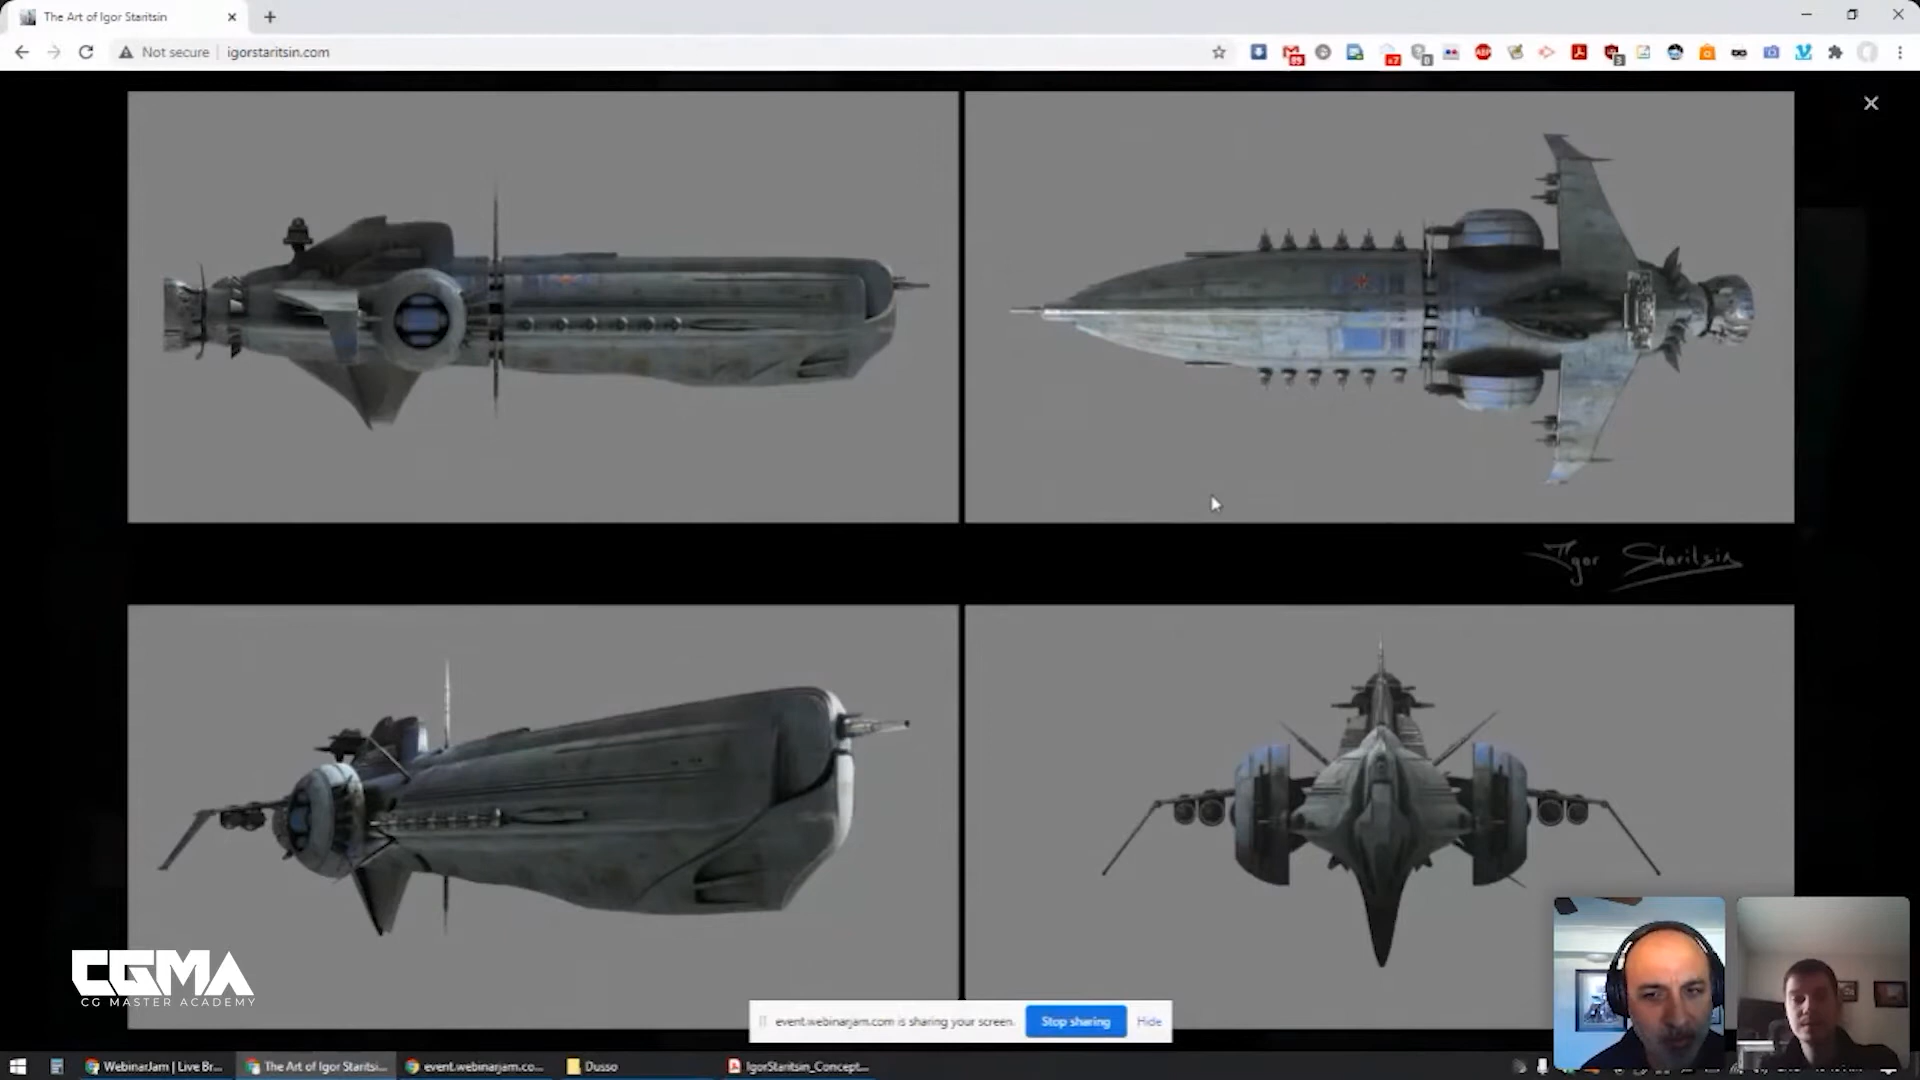 The Art of Igor Staritsin
Not secure
igorstaritsin.com
Igor Staritsin
CGMA
CG MASTER ACADEMY
event.webinarjam.com is sharing your screen.
Stop sharing
Hide
WebinarJam | Live Br...
The Art of Igor Staritsi...
event.webinarjam.co...
Dusso
IgorStaritsin_Concept...